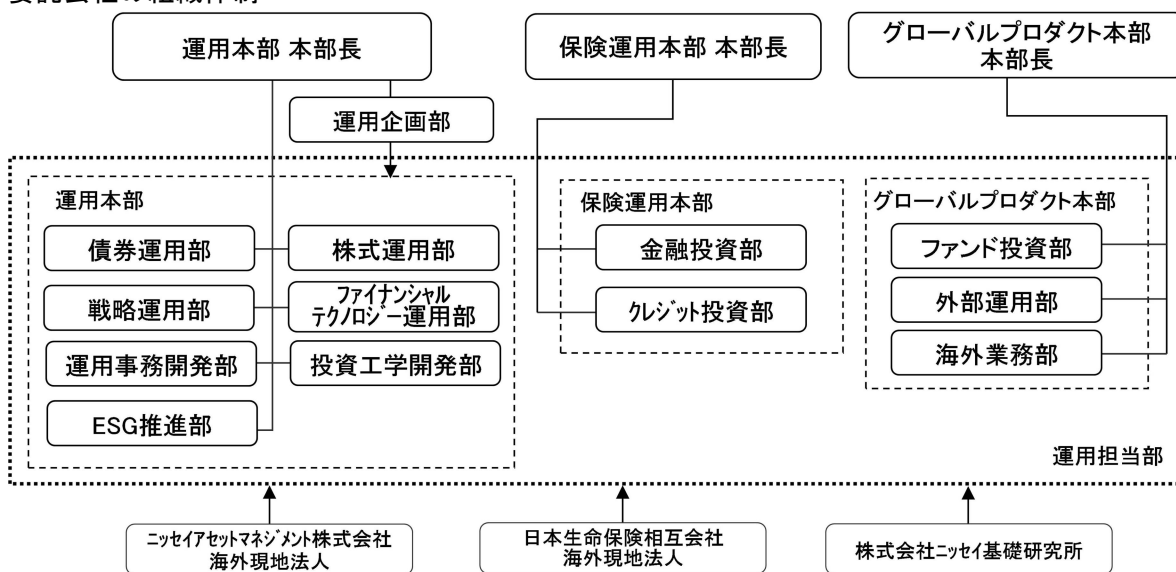 運用本部 本部長
保険運用本部 本部長
グローバルプロダクト本部
本部長
運用企画部
運用本部
債券運用部
株式運用部
戦略運用部
ファイナンシャル
テクノロジー運用部
運用事務開発部
投資工学開発部
ESG推進部
保険運用本部
金融投資部
クレジット投資部
グローバルプロダクト本部
ファンド投資部
外部運用部
海外業務部
運用担当部
ニッセイアセットマネジメント株式会社
海外現地法人
日本生命保険相互会社
海外現地法人
株式会社ニッセイ基礎研究所